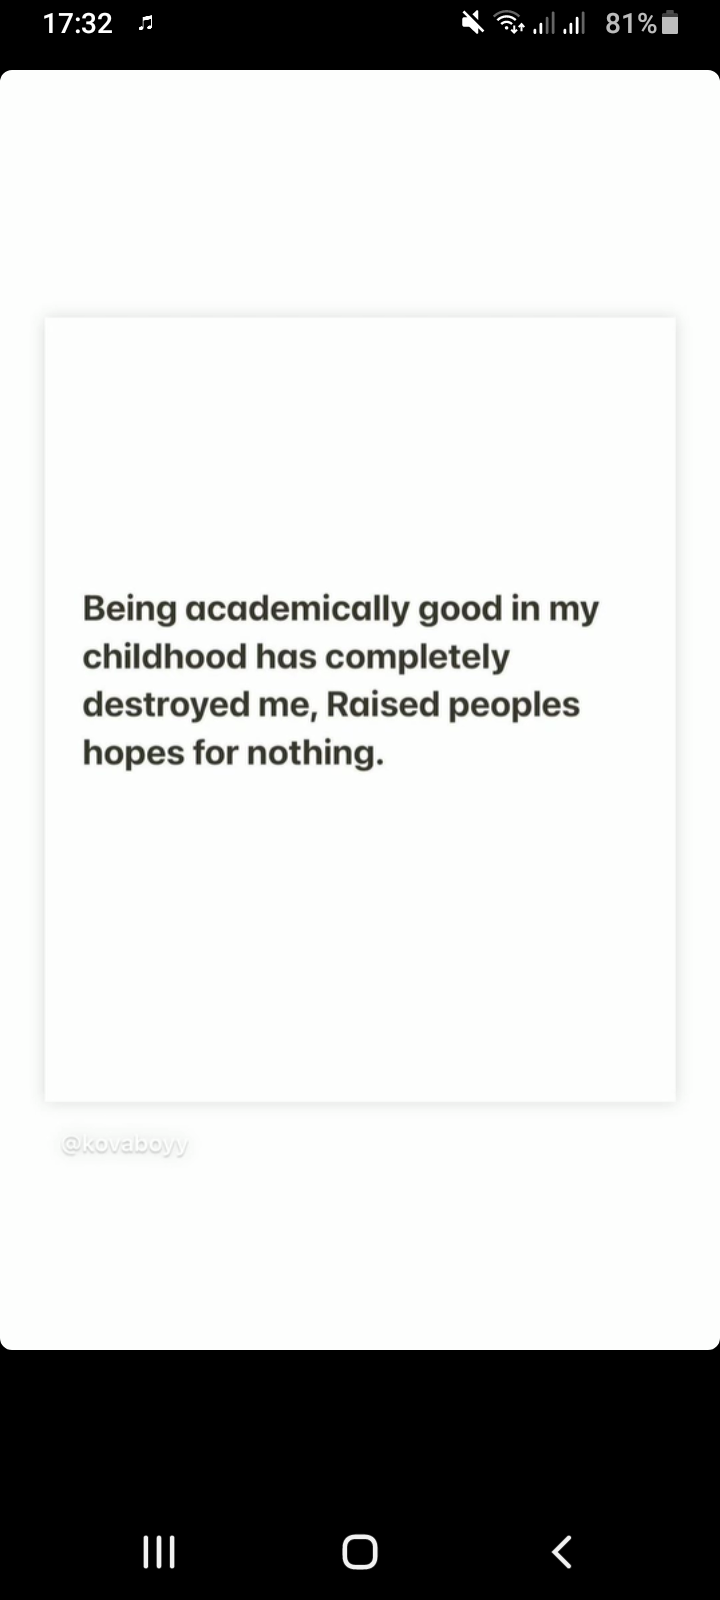 17:32
81%
Being academically good in my
childhood has completely
destroyed me, Raised peoples
hopes for nothing.
@kovaboyy